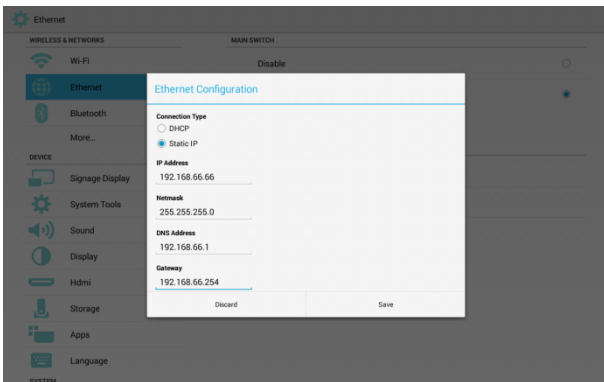 Ethernet
WIRELESS & NETWORKS
MAIN SWITCH
Wi-Fi
Disable
Ethernet
Bluetooth
More...
DEVICE
Signage Display
System Tools
Sound
Display
Hdmi
Storage
Apps
Language
SYSTEM
Ethernet Configuration
Connection Type
DHCP
Static IP
IP Address
192.168.66.66
Netmask
255.255.255.0
DNS Address
192.168.66.1
Gateway
192.168.66.254
Discard
Save